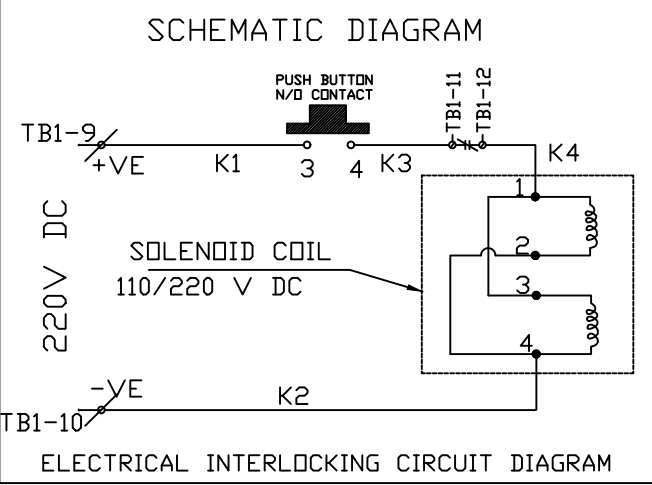 SCHEMATIC DIAGRAM
PUSH BUTTON
N/O CONTACT
TB1-11
TB1-12
TB1-9
+VE
K1
3
4
K3
K4
1
2
3
4
220V DC
SOLENOID COIL
110/220 V DC
-VE
K2
TB1-10
ELECTRICAL INTERLOCKING CIRCUIT DIAGRAM